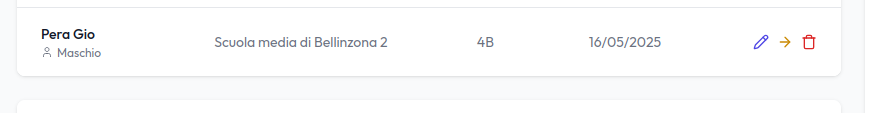 Pera Gio
Maschio
Scuola media di Bellinzona 2
4B
16/05/2025